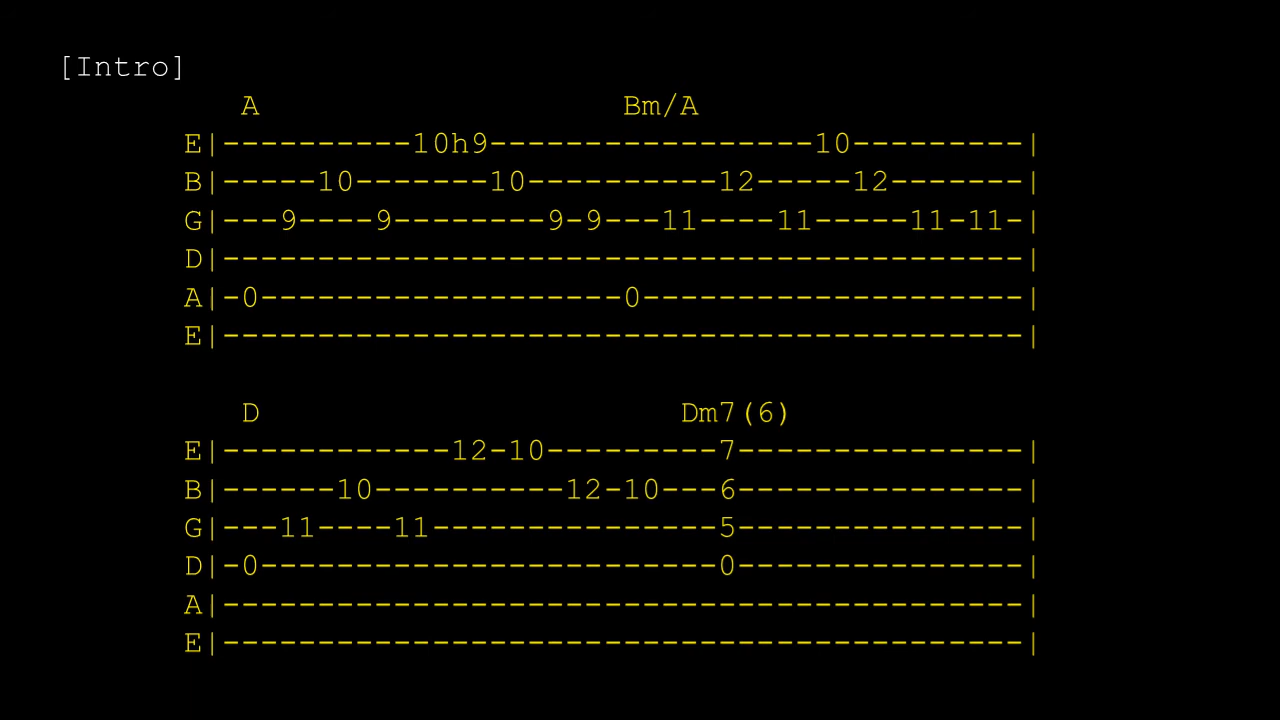 [Intro]
   A                   Bm/A
E|----------10h9-----------------10---------|
B|-----10-------10----------12-----12-------|
G|---9----9--------9-9---11----11-----11-11-|
D|------------------------------------------|
A|-0-------------------0--------------------|
E|------------------------------------------|
   D                      Dm7(6)
E|------------12-10---------7---------------|
B|------10----------12-10---6---------------|
G|---11----11---------------5---------------|
D|-0------------------------0---------------|
A|------------------------------------------|
E|------------------------------------------|